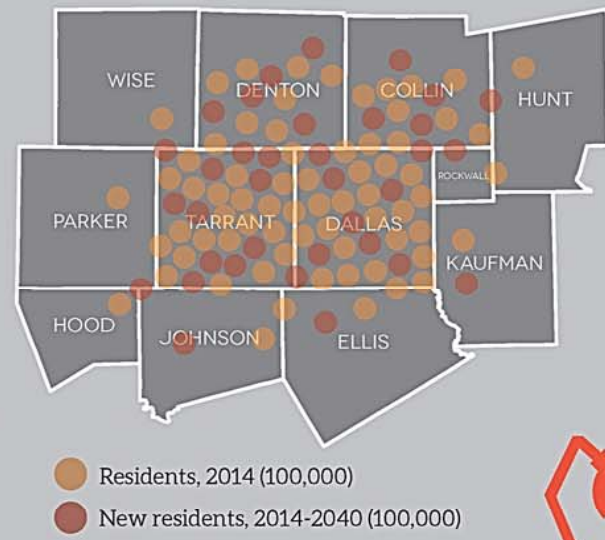 WISE
DENTON
COLLIN
HUNT
ROCKWALL
PARKER
TARRANT
DALLAS
KAUFMAN
HOOD
JOHNSON
ELLIS
Residents, 2014 (100,000)
New residents, 2014-2040 (100,000)